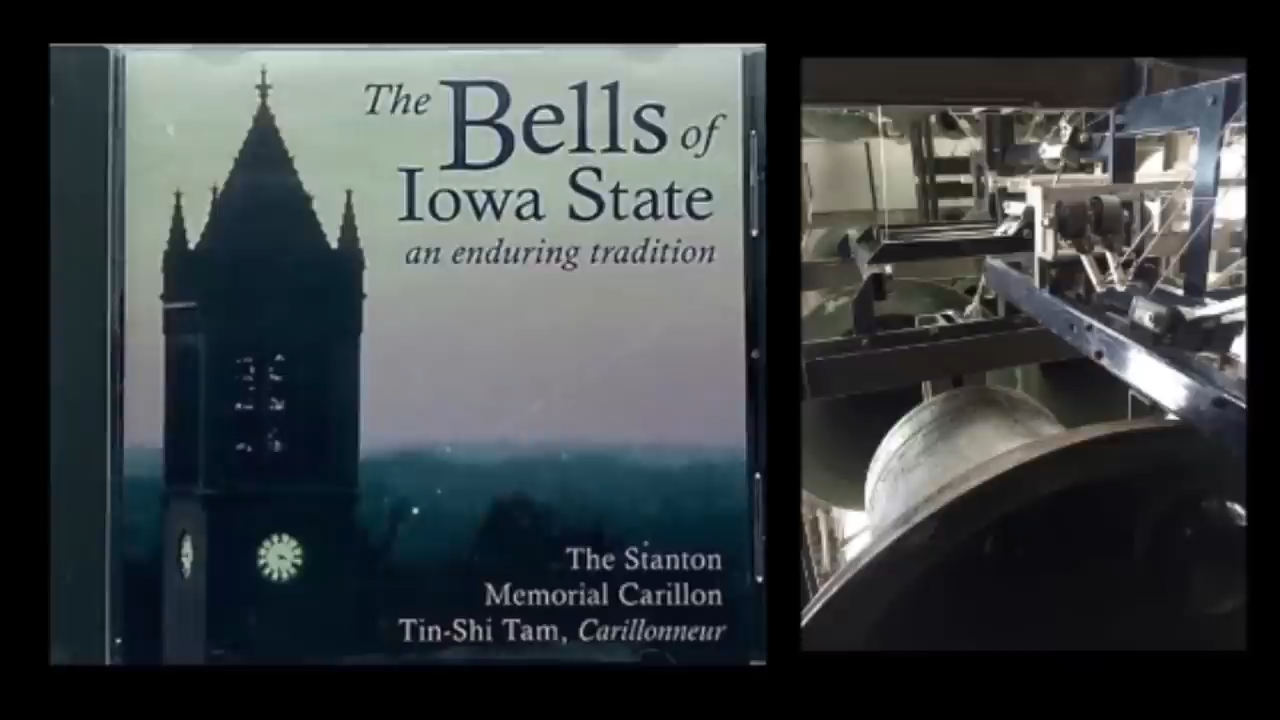 The Bells of
Iowa State
an enduring tradition
The Stanton
Memorial Carillon
Tin-Shi Tam, Carillonneur